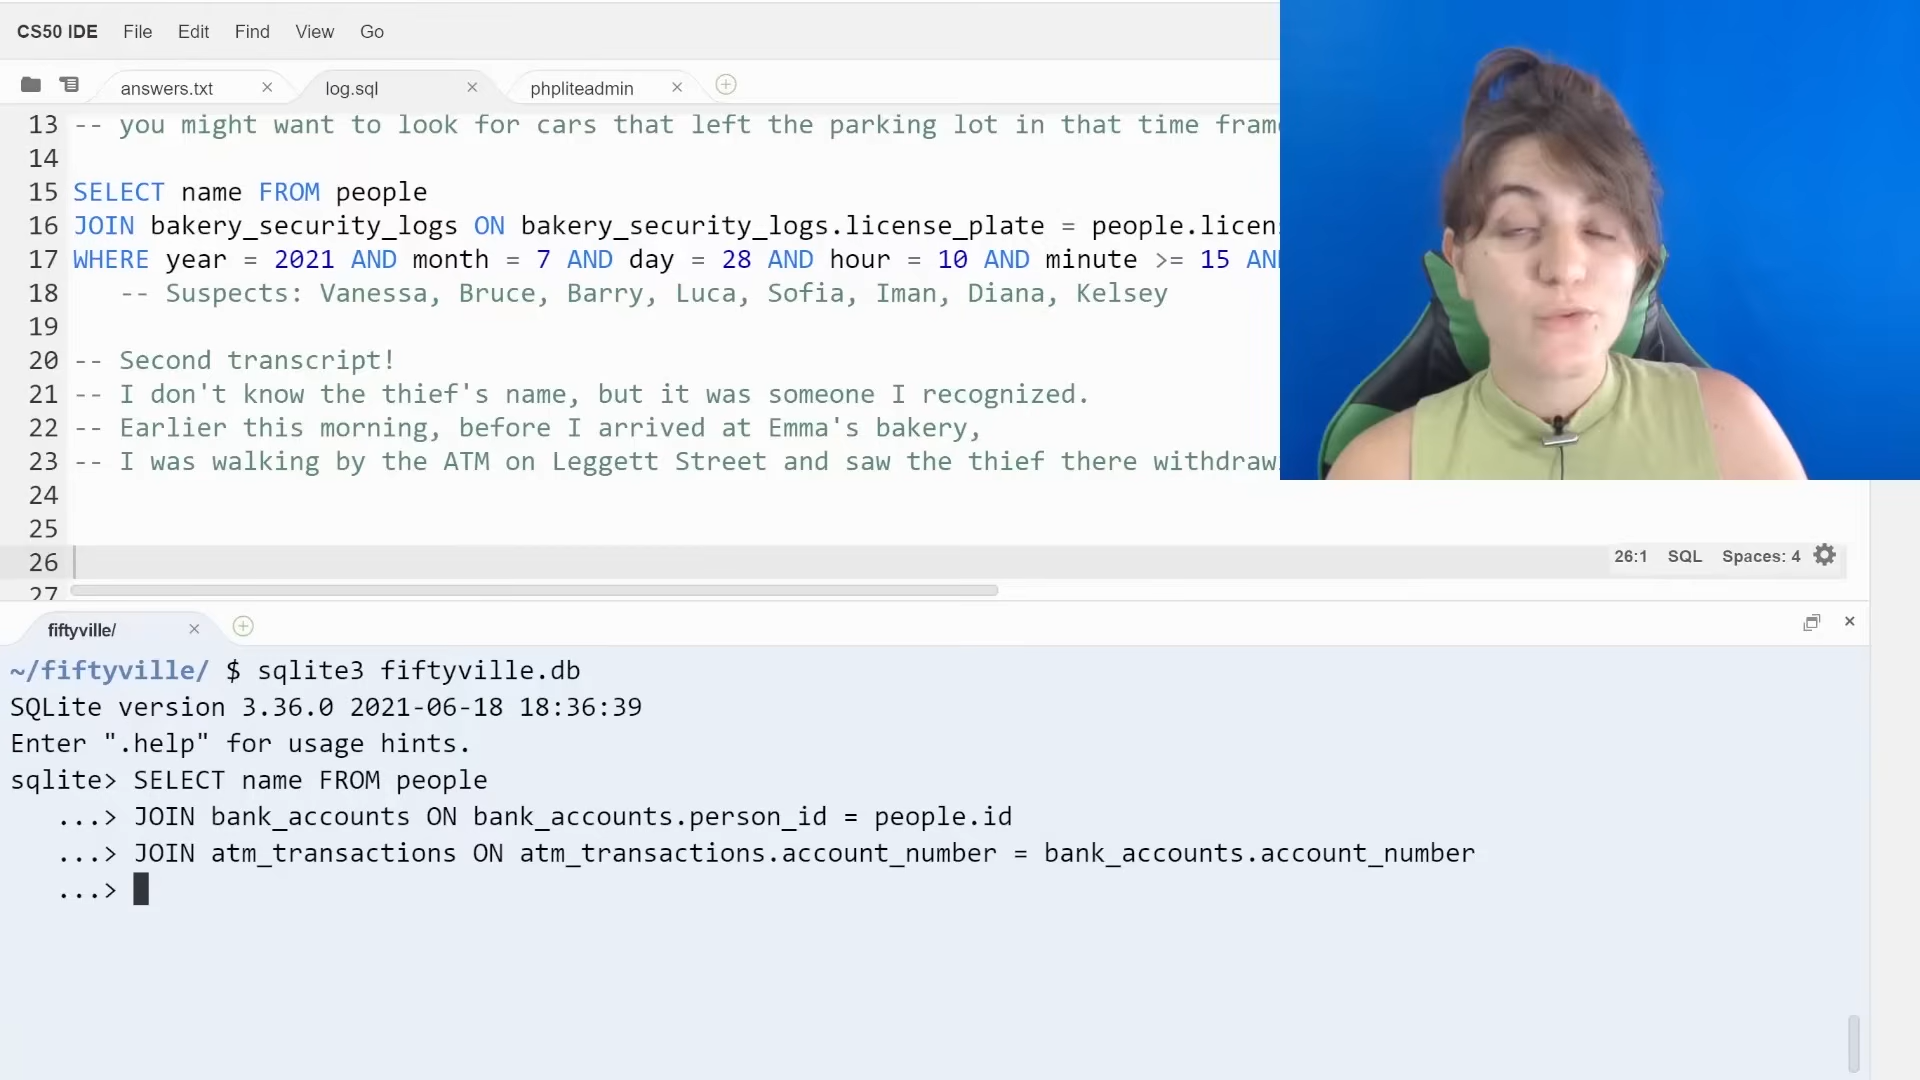 CS50 IDE File Edit Find View Go
answers.txt × log.sql × phpliteadmin ×
13 -- you might want to look for cars that left the parking lot in that time
14
15 SELECT name FROM people
16 JOIN bakery_security_logs ON bakery_security_logs.license_plate =
17 WHERE year = 2021 AND month = 7 AND day = 28 AND hour = 10 AND minute >= 15
18 -- Suspects: Vanessa, Bruce, Barry, Luca, Sofia, Iman, Diana, Kelsey
19
20 -- Second transcript!
21 -- I don't know the thief's name, but it was someone I recognized.
22 -- Earlier this morning, before I arrived at Emma's bakery,
23 -- I was walking by the ATM on Leggett Street and saw the thief there
24
25
26
26:1 SQL Spaces: 4
27
fiftyville/ ×
~/fiftyville/ $ sqlite3 fiftyville.db
SQLite version 3.36.0 2021-06-18 18:36:39
Enter ".help" for usage hints.
sqlite> SELECT name FROM people
...> JOIN bank_accounts ON bank_accounts.person_id = people.id
...> JOIN atm_transactions ON atm_transactions.account_number = bank_accounts.account_number
...>